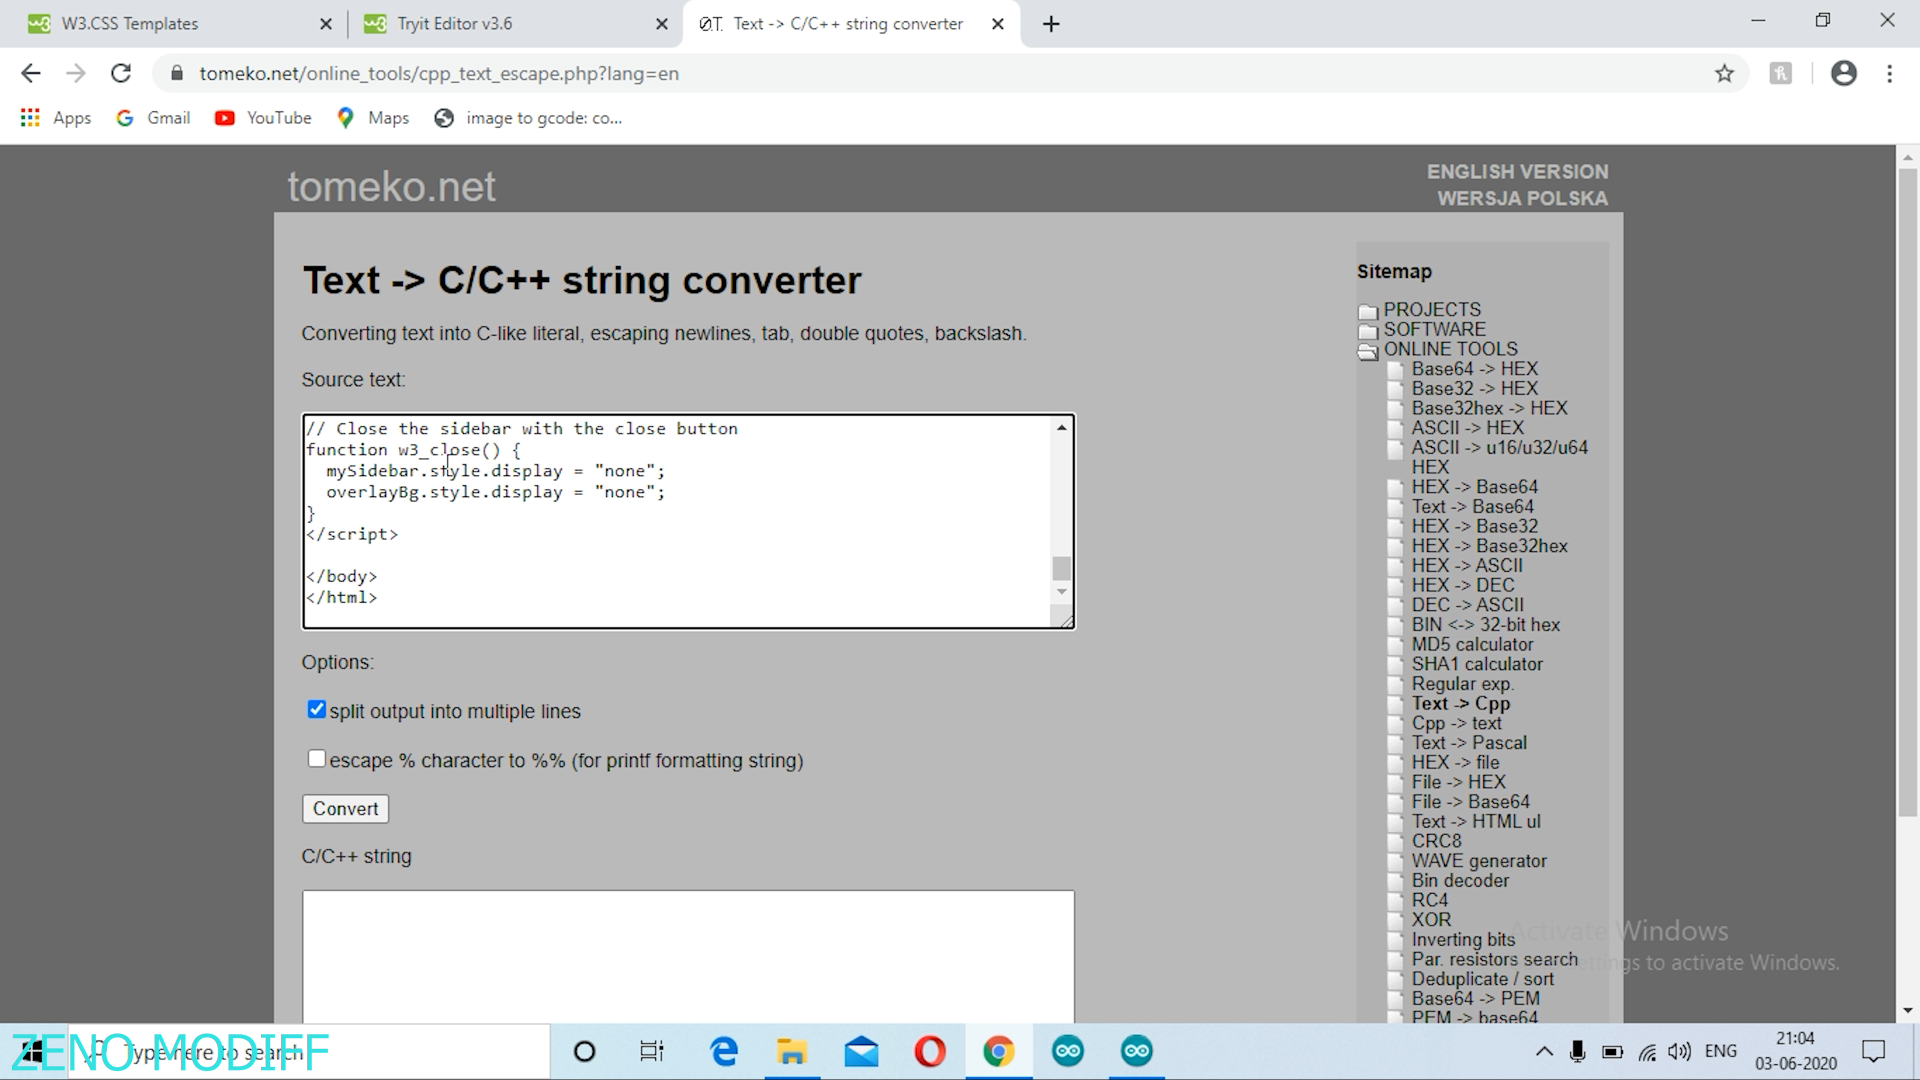 W3.CSS Templates
Tryit Editor v3.6
Ø.T. Text -> C/C++ string converter
tomeko.net/online_tools/cpp_text_escape.php?lang=en
Apps
Gmail
YouTube
Maps
image to gcode: co...
tomeko.net
ENGLISH VERSION
WERSJA POLSKA
Text -> C/C++ string converter
Converting text into C-like literal, escaping newlines, tab, double quotes, backslash.
Source text:
// Close the sidebar with the close button
function w3_close() {
  mySidebar.style.display = "none";
  overlayBg.style.display = "none";
}
</script>
</body>
</html>
Options:
split output into multiple lines
escape % character to %% (for printf formatting string)
Convert
C/C++ string
Sitemap
PROJECTS
SOFTWARE
ONLINE TOOLS
Base64 -> HEX
Base32 -> HEX
Base32hex -> HEX
ASCII -> HEX
ASCII -> u16/u32/u64
HEX
HEX -> Base64
Text -> Base64
HEX -> Base32
HEX -> Base32hex
HEX -> ASCII
HEX -> DEC
DEC -> ASCII
BIN <-> 32-bit hex
MD5 calculator
SHA1 calculator
Regular exp.
Text -> Cpp
Cpp -> text
Text -> Pascal
HEX -> file
File -> HEX
File -> Base64
Text -> HTML ul
CRC8
WAVE generator
Bin decoder
RC4
XOR
Inverting bits
Par. resistors search
Deduplicate / sort
Base64 -> PEM
PEM -> base64
Activate Windows
settings to activate Windows.
ZENO MODIFF
Type here to search
ENG
21:04
03-06-2020